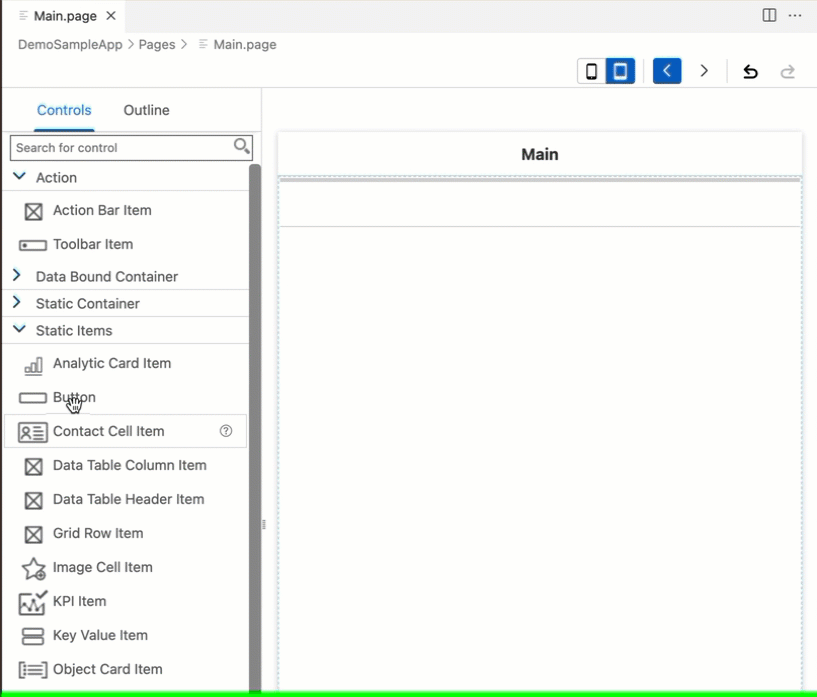 Main.page
DemoSampleApp > Pages > Main.page
Controls Outline
Search for control
Action
Action Bar Item
Toolbar Item
Data Bound Container
Static Container
Static Items
Analytic Card Item
Button
Contact Cell Item
Data Table Column Item
Data Table Header Item
Grid Row Item
Image Cell Item
KPI Item
Key Value Item
Object Card Item
Main